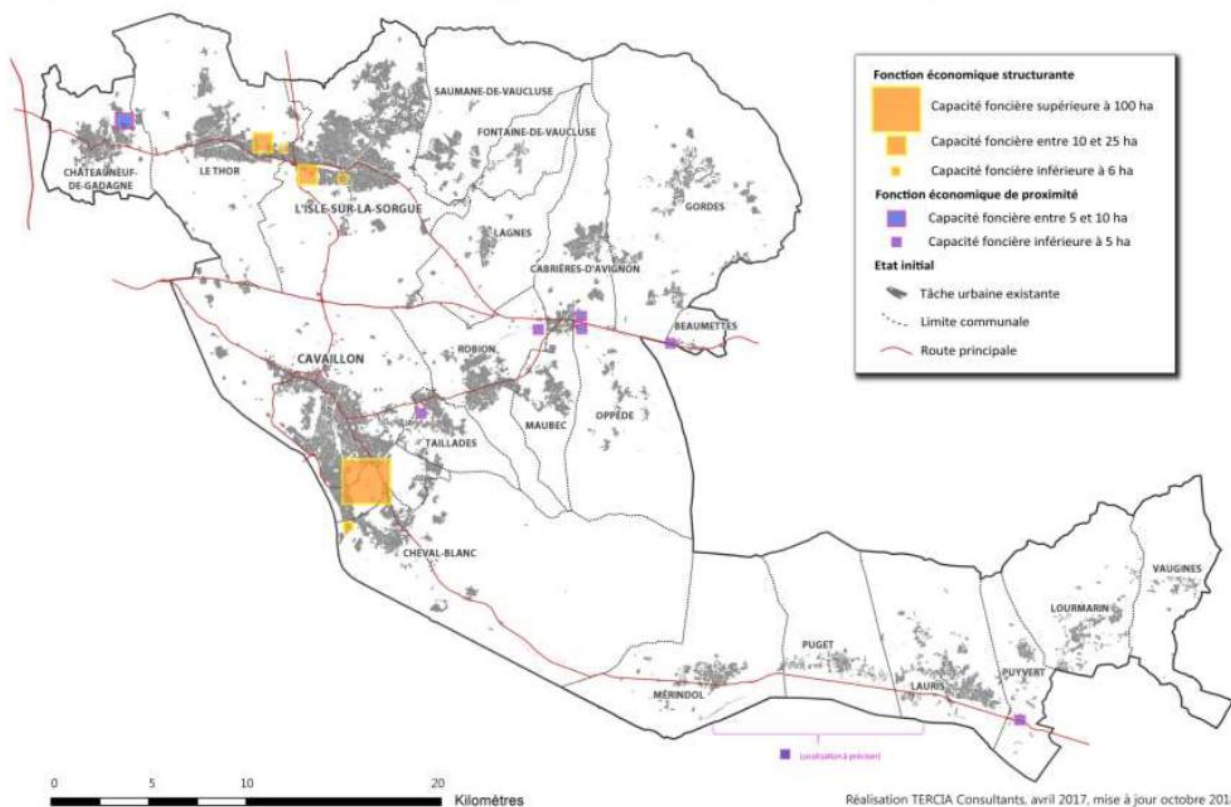 SAUMANE-DE-VAUCLUSE
FONTAINE-DE-VAUCLUSE
CHÂTEAUNEUF-
DE-GADAGNE
LE THOR
L'ISLE-SUR-LA-SORGUE
GORDES
LAGNES
CABRIÈRES-D'AVIGNON
BEAUMETTES
CAVAILLON
ROBION
MAUBEC
OPPÈDE
TAILLADES
CHEVAL-BLANC
VAUGINES
LOURMARIN
PUGET
PUYVERT
LAURIS
MÉRINDOL
Localisation à préciser
Fonction économique structurante
Capacité foncière supérieure à 100 ha
Capacité foncière entre 10 et 25 ha
Capacité foncière inférieure à 6 ha
Fonction économique de proximité
Capacité foncière entre 5 et 10 ha
Capacité foncière inférieure à 5 ha
Etat initial
Tâche urbaine existante
Limite communale
Route principale
0 5 10 20
Kilomètres
Réalisation TERCIA Consultants, avril 2017, mise à jour octobre 201